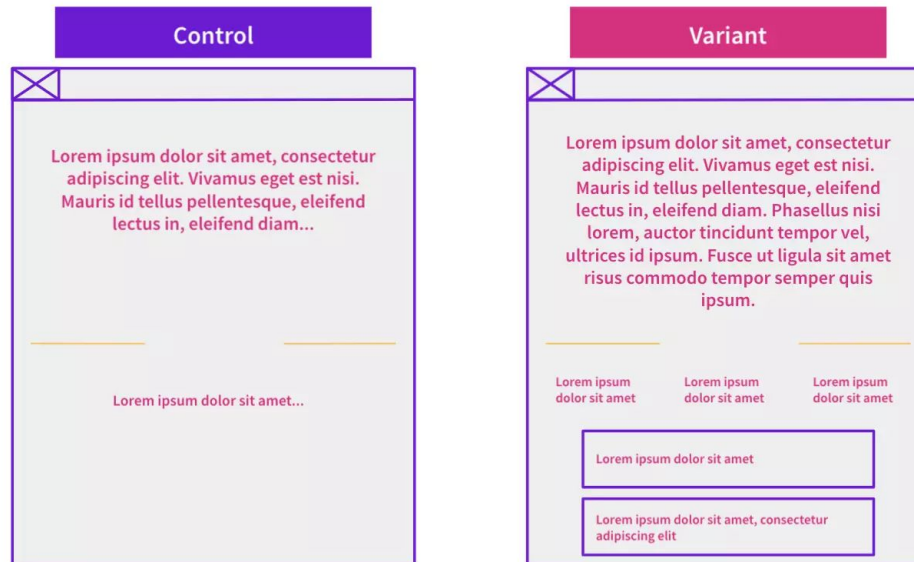 Control
Lorem ipsum dolor sit amet, consectetur
adipiscing elit. Vivamus eget est nisi.
Mauris id tellus pellentesque, eleifend
lectus in, eleifend diam...
Lorem ipsum dolor sit amet...
Variant
Lorem ipsum dolor sit amet, consectetur
adipiscing elit. Vivamus eget est nisi.
Mauris id tellus pellentesque, eleifend
lectus in, eleifend diam. Phasellus nisi
lorem, auctor tincidunt tempor vel,
ultrices id ipsum. Fusce ut ligula sit amet
risus commodo tempor semper quis
ipsum.
Lorem ipsum
dolor sit amet
Lorem ipsum
dolor sit amet
Lorem ipsum
dolor sit amet
Lorem ipsum dolor sit amet
Lorem ipsum dolor sit amet, consectetur
adipiscing elit